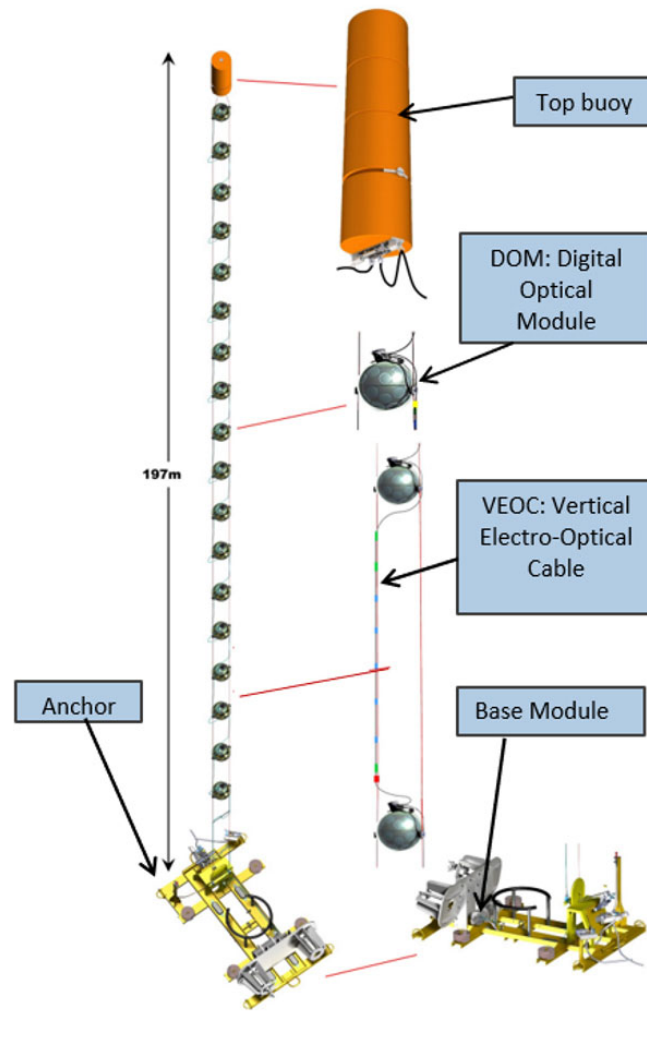 Top buoy
DOM: Digital
Optical
Module
197m
VEOC: Vertical
Electro-Optical
Cable
Anchor
Base Module